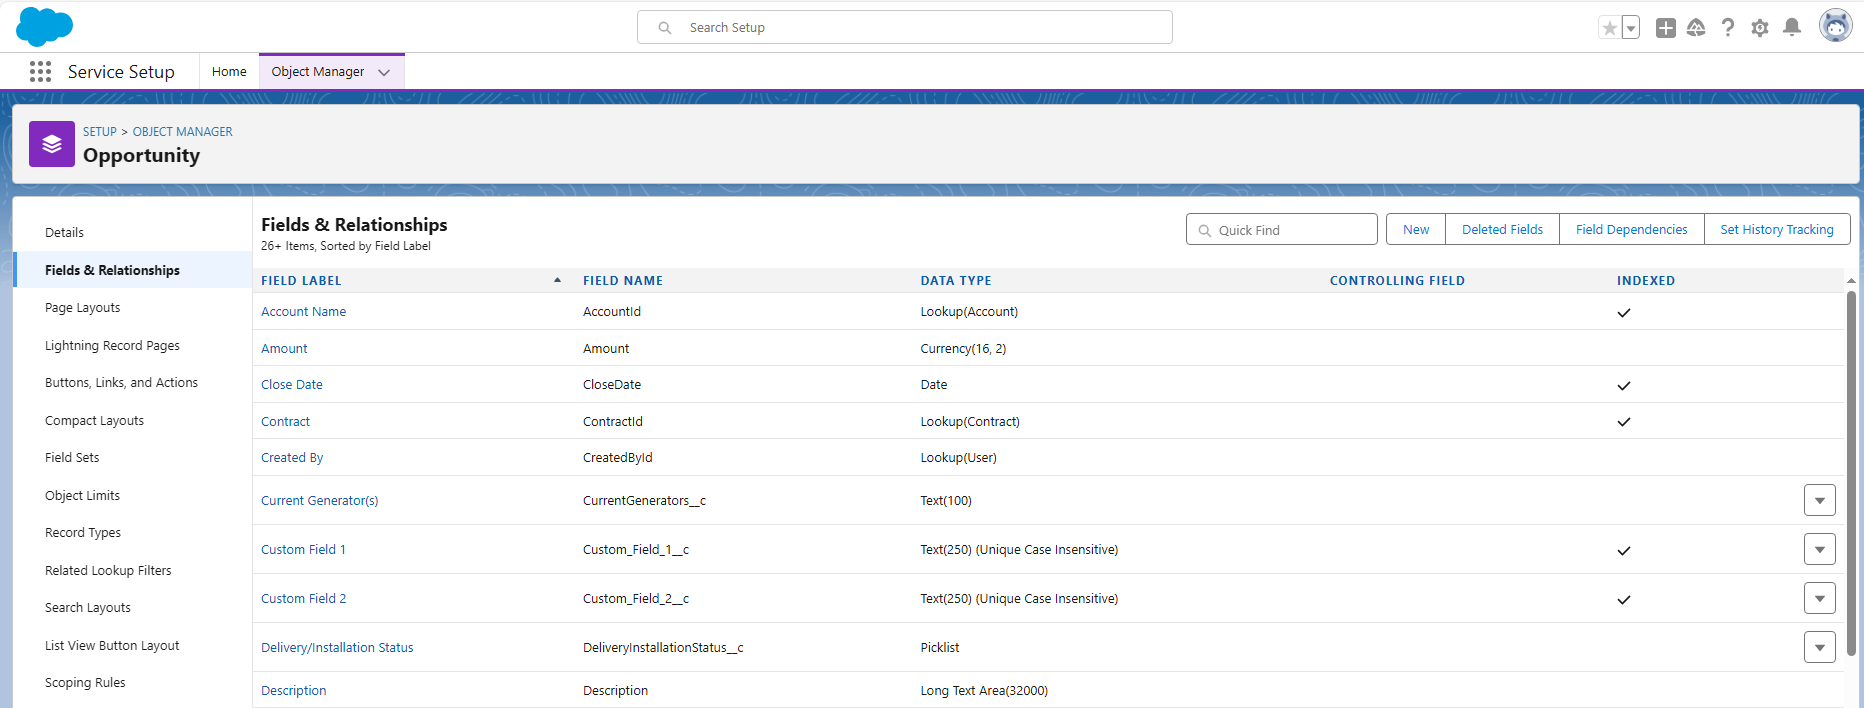 Search Setup
Service Setup Home Object Manager
SETUP > OBJECT MANAGER
Opportunity
Details
Fields & Relationships
Page Layouts
Lightning Record Pages
Buttons, Links, and Actions
Compact Layouts
Field Sets
Object Limits
Record Types
Related Lookup Filters
Search Layouts
List View Button Layout
Scoping Rules
Fields & Relationships
26+ Items, Sorted by Field Label
Quick Find New Deleted Fields Field Dependencies Set History Tracking
FIELD LABEL FIELD NAME DATA TYPE CONTROLLING FIELD INDEXED
Account Name AccountId Lookup(Account)
Amount Amount Currency(16, 2)
Close Date CloseDate Date
Contract ContractId Lookup(Contract)
Created By CreatedById Lookup(User)
Current Generator(s) CurrentGenerators__c Text(100)
Custom Field 1 Custom_Field_1__c Text(250) (Unique Case Insensitive)
Custom Field 2 Custom_Field_2__c Text(250) (Unique Case Insensitive)
Delivery/Installation Status DeliveryInstallationStatus__c Picklist
Description Description Long Text Area(32000)